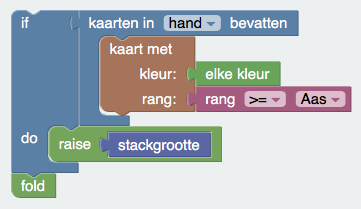 if kaarten in hand bevatten
kaart met
kleur: elke kleur
rang: rang >= Aas
do raise stackgrootte
fold